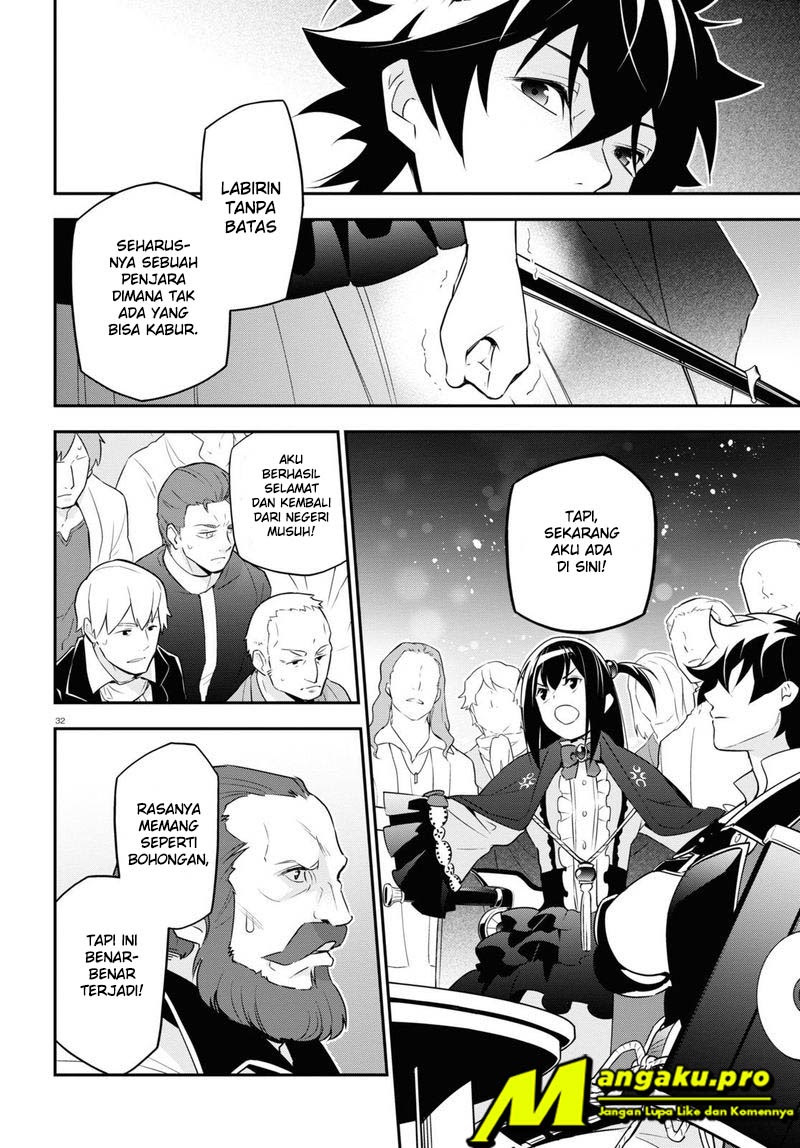 LABIRIN
TANPA
BATAS
SEHARUS-
NYA SEBUAH
PENJARA
DIMANA TAK
ADA YANG
BISA KABUR.
TAPI,
SEKARANG
AKU ADA
DI SINI!
AKU
BERHASIL
SELAMAT
DAN KEMBALI
DARI NEGERI
MUSUH!
32
RASANYA
MEMANG
SEPERTI
BOHONGAN,
TAPI INI
BENAR-
BENAR
TERJADI!
Mangaku.pro
Jangan Lupa Like dan Komennya